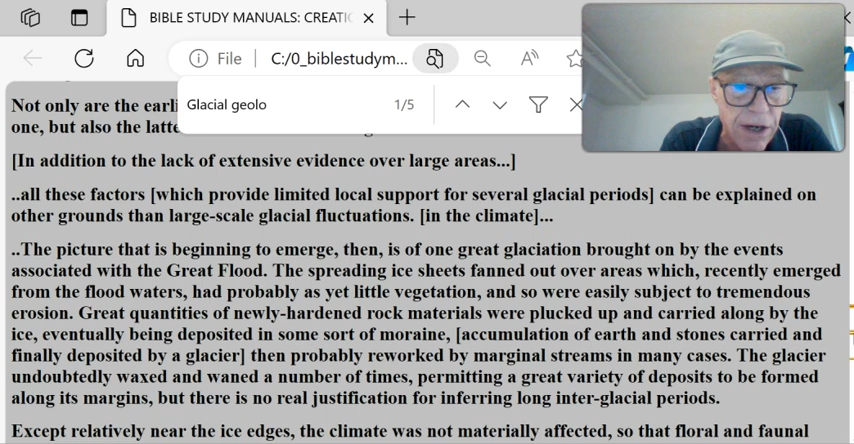 BIBLE STUDY MANUALS: CREATIO
File C:/0_biblestudym...
Glacial geolo 1/5
Not only are the earli
one, but also the latte
[In addition to the lack of extensive evidence over large areas...]
..all these factors [which provide limited local support for several glacial periods] can be explained on
other grounds than large-scale glacial fluctuations. [in the climate]...
..The picture that is beginning to emerge, then, is of one great glaciation brought on by the events
associated with the Great Flood. The spreading ice sheets fanned out over areas which, recently emerged
from the flood waters, had probably as yet little vegetation, and so were easily subject to tremendous
erosion. Great quantities of newly-hardened rock materials were plucked up and carried along by the
ice, eventually being deposited in some sort of moraine, [accumulation of earth and stones carried and
finally deposited by a glacier] then probably reworked by marginal streams in many cases. The glacier
undoubtedly waxed and waned a number of times, permitting a great variety of deposits to be formed
along its margins, but there is no real justification for inferring long inter-glacial periods.
Except relatively near the ice edges, the climate was not materially affected, so that floral and faunal